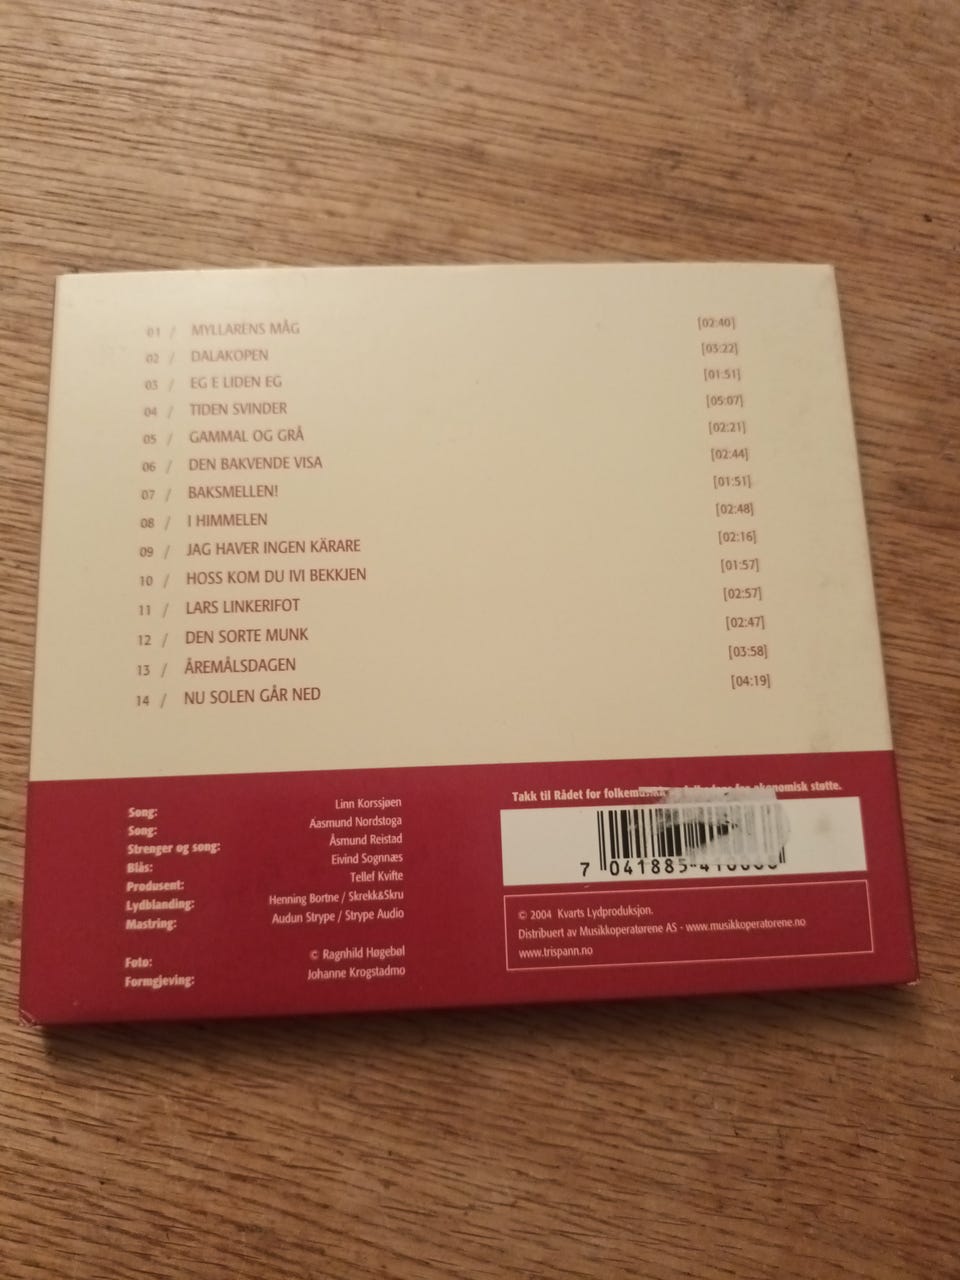 01 / MYLLARENS MÅG [02:40]
02 / DALAKOPEN [03:22]
03 / EG E LIDEN EG [01:51]
04 / TIDEN SVINDER [05:07]
05 / GAMMAL OG GRÅ [02:21]
06 / DEN BAKVENDE VISA [02:44]
07 / BAKSMELLEN! [01:51]
08 / I HIMMELEN [02:48]
09 / JAG HAVER INGEN KÄRARE [02:16]
10 / HOSS KOM DU IVI BEKKJEN [01:57]
11 / LARS LINKERIFOT [02:57]
12 / DEN SORTE MUNK [02:47]
13 / ÅREMÅLSDAGEN [03:58]
14 / NU SOLEN GÅR NED [04:19]
Song: Linn Korssjøen
Song: Aasmund Nordstoga
Strenger og song: Åsmund Reistad
Blås: Eivind Sognnæs
Produsent: Tellef Kvifte
Lydblanding: Henning Bortne / Skrekk&Skru
Mastring: Audun Strype / Strype Audio
Foto: © Ragnhild Høgebøl
Formgjeving: Johanne Krogstadmo
Takk til Rådet for folkemusikk og folkedans for økonomisk støtte.
7 041885
© 2004 Kvarts Lydproduksjon.
Distribuert av Musikkoperatørene AS - www.musikkoperatorene.no
www.trispann.no